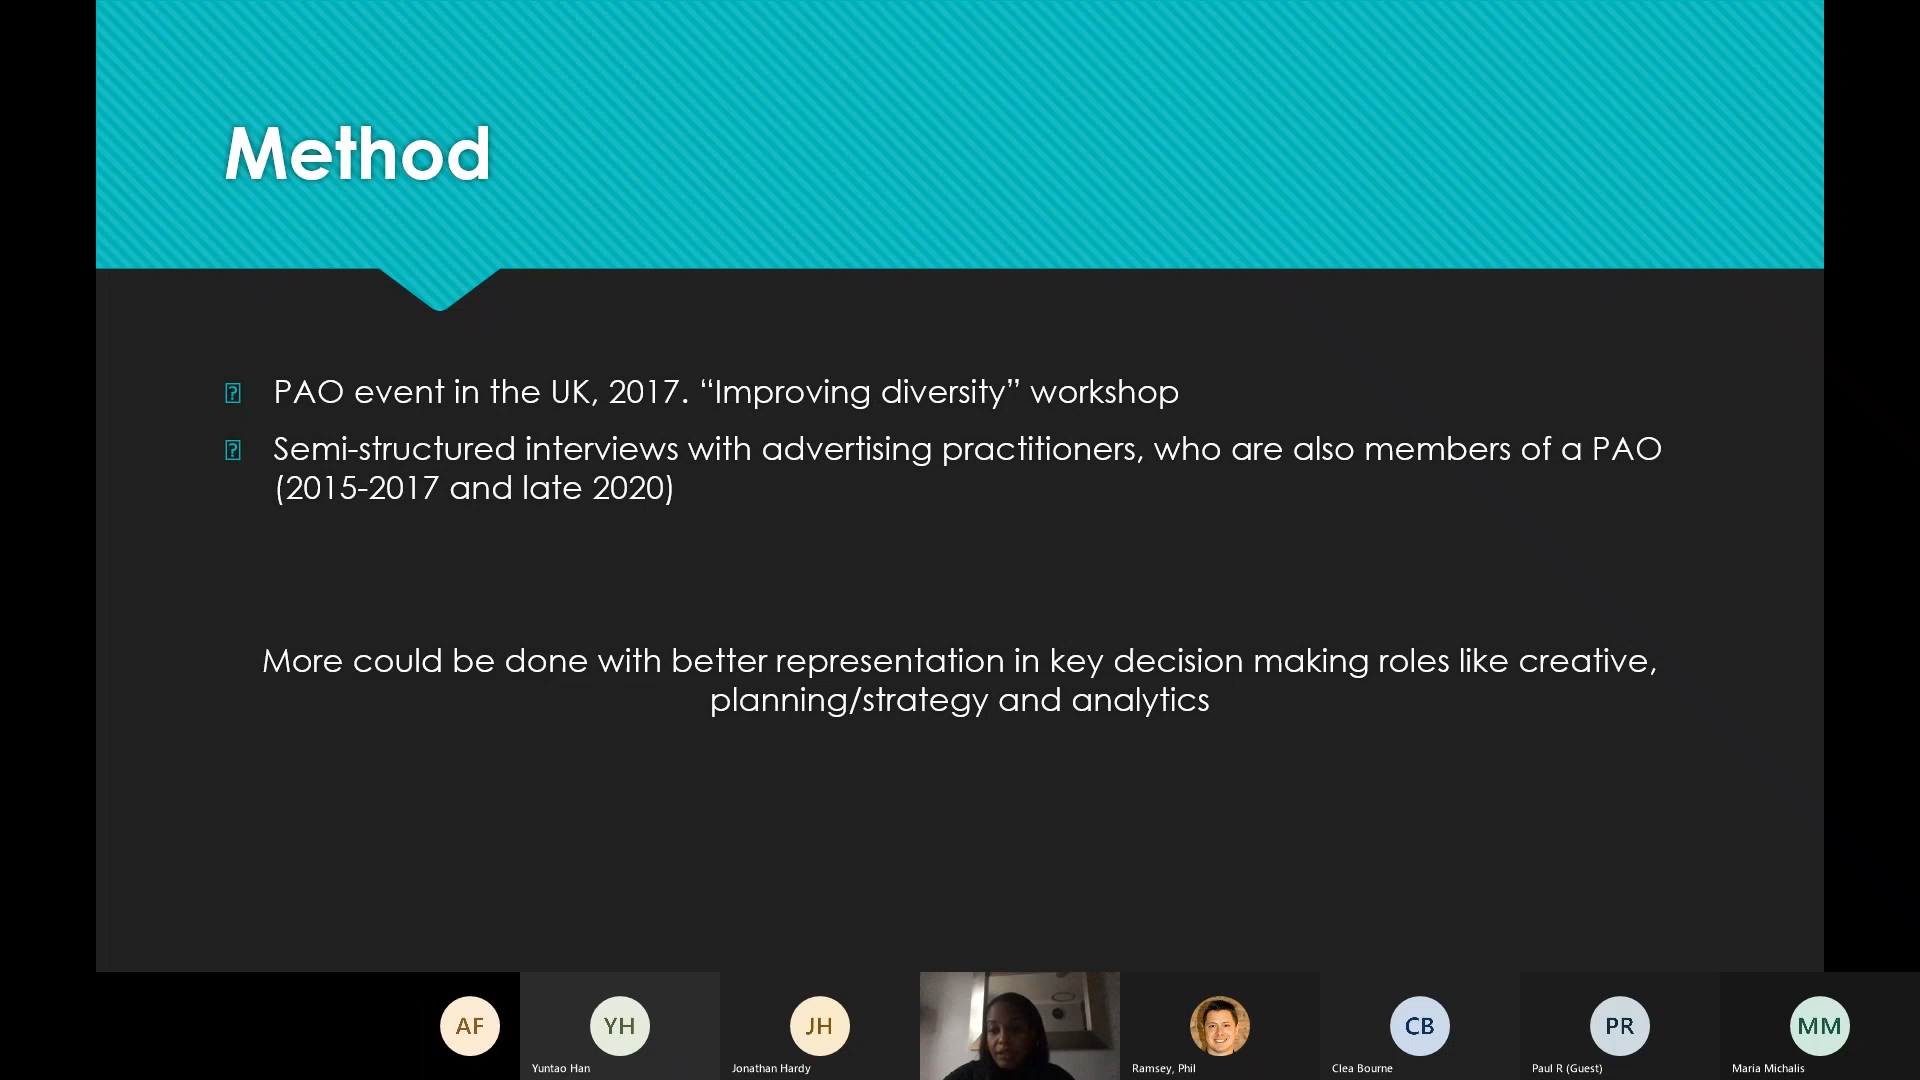 Method
PAO event in the UK, 2017. “Improving diversity” workshop
Semi-structured interviews with advertising practitioners, who are also members of a PAO
(2015-2017 and late 2020)
More could be done with better representation in key decision making roles like creative,
planning/strategy and analytics
AF
YH
JH
CB
PR
MM
Yuntao Han
Jonathan Hardy
Ramsey, Phil
Clea Bourne
Paul R (Guest)
Maria Michalis